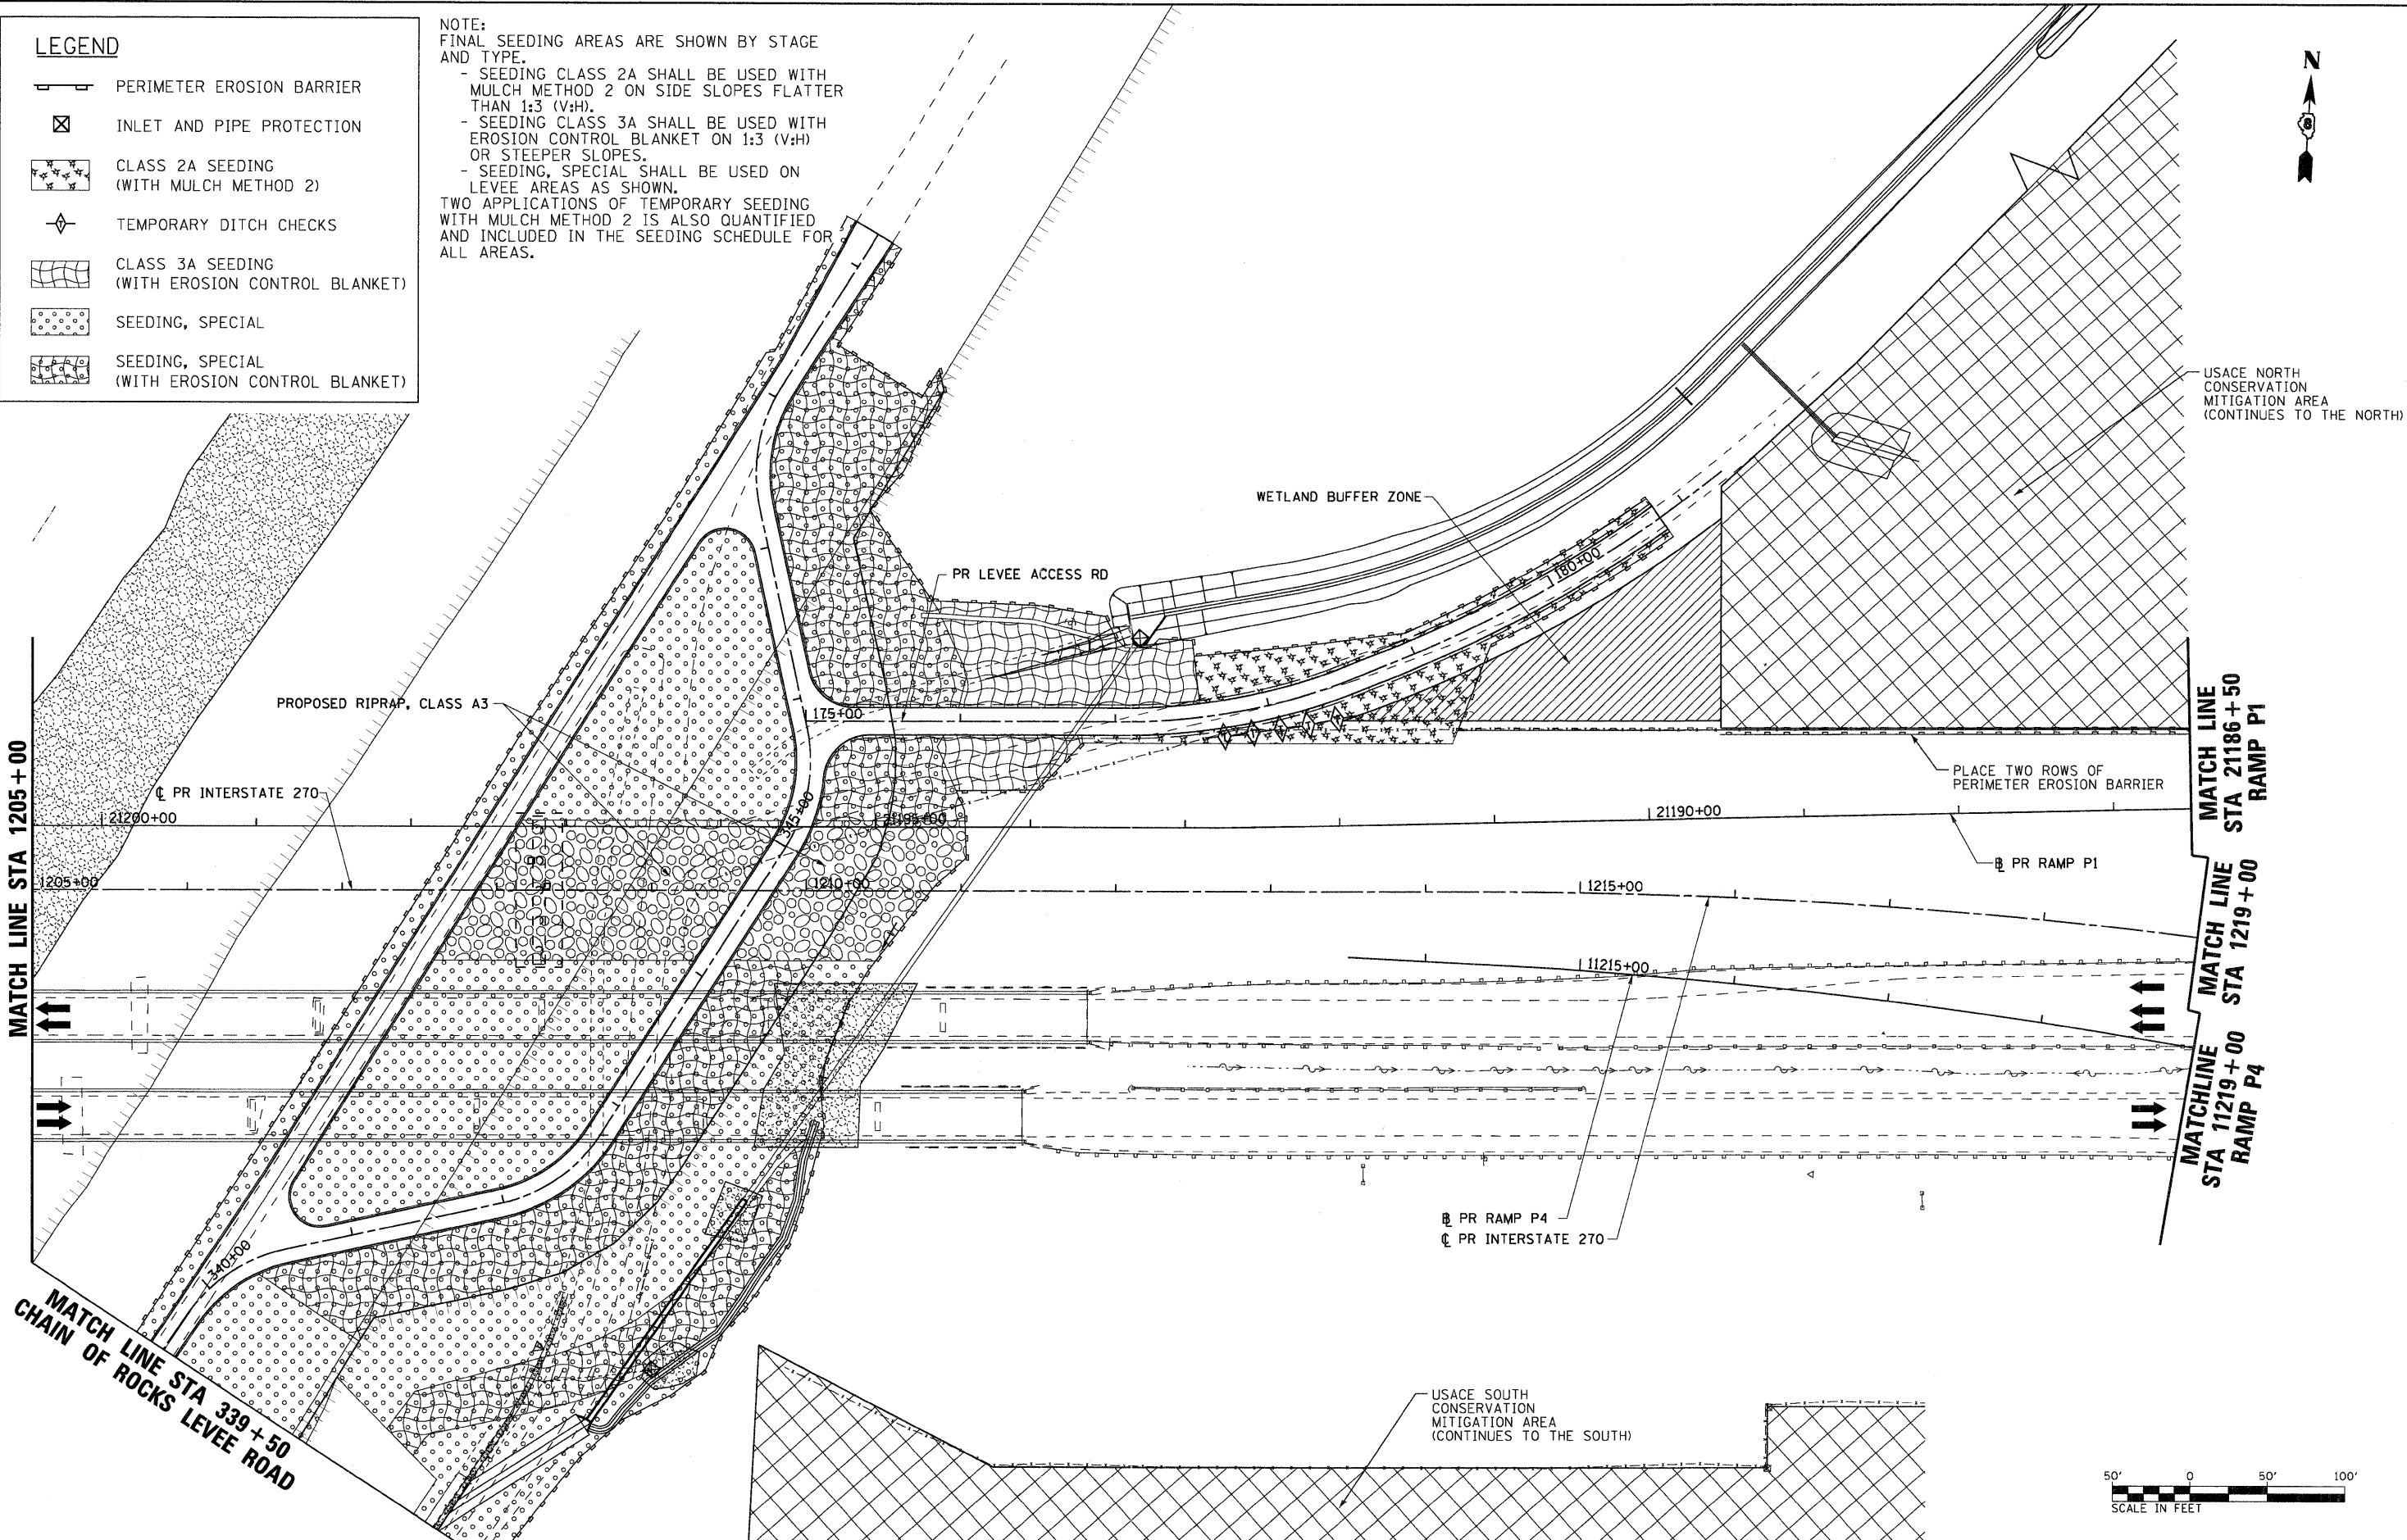 LEGEND
PERIMETER EROSION BARRIER
INLET AND PIPE PROTECTION
CLASS 2A SEEDING
(WITH MULCH METHOD 2)
TEMPORARY DITCH CHECKS
CLASS 3A SEEDING
(WITH EROSION CONTROL BLANKET)
SEEDING, SPECIAL
SEEDING, SPECIAL
(WITH EROSION CONTROL BLANKET)
NOTE:
FINAL SEEDING AREAS ARE SHOWN BY STAGE
AND TYPE.
- SEEDING CLASS 2A SHALL BE USED WITH
MULCH METHOD 2 ON SIDE SLOPES FLATTER
THAN 1:3 (V:H).
- SEEDING CLASS 3A SHALL BE USED WITH
EROSION CONTROL BLANKET ON 1:3 (V:H)
OR STEEPER SLOPES.
- SEEDING, SPECIAL SHALL BE USED ON
LEVEE AREAS AS SHOWN.
TWO APPLICATIONS OF TEMPORARY SEEDING
WITH MULCH METHOD 2 IS ALSO QUANTIFIED
AND INCLUDED IN THE SEEDING SCHEDULE FOR
ALL AREAS.
N
USACE NORTH
CONSERVATION
MITIGATION AREA
(CONTINUES TO THE NORTH)
WETLAND BUFFER ZONE
180+00
PR LEVEE ACCESS RD
PROPOSED RIPRAP, CLASS A3
175+00
MATCH LINE
STA 21186+50
RAMP P1
PLACE TWO ROWS OF
PERIMETER EROSION BARRIER
℄ PR INTERSTATE 270
21200+00
345+00
21195+00
21190+00
MATCH LINE STA 1205+00
1205+00
1210+00
1215+00
PR RAMP P1
MATCH LINE
STA 1219+00
11215+00
MATCHLINE
STA 11219+00
RAMP P4
PR RAMP P4
℄ PR INTERSTATE 270
340+00
MATCH LINE STA 339+50
CHAIN OF ROCKS LEVEE ROAD
USACE SOUTH
CONSERVATION
MITIGATION AREA
(CONTINUES TO THE SOUTH)
50' 0 50' 100'
SCALE IN FEET